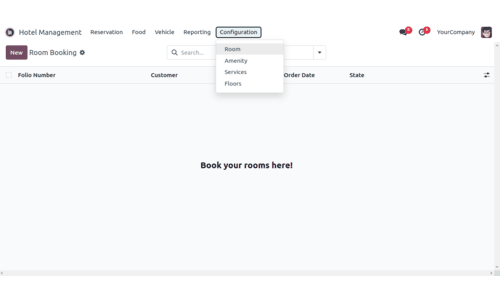 Hotel Management Reservation Food Vehicle Reporting Configuration YourCompany
New Room Booking Search...
Room
Amenity
Services
Floors
Folio Number Customer Order Date State
Book your rooms here!